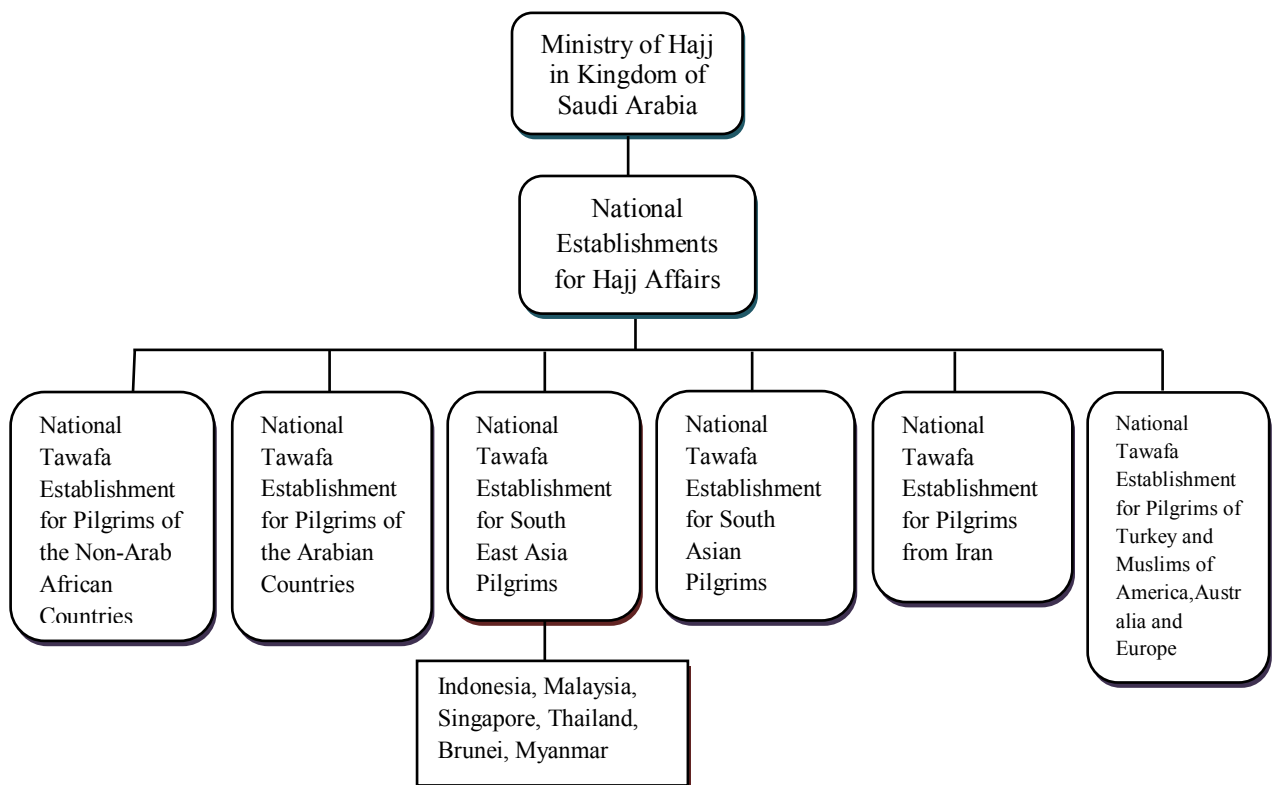 Ministry of Hajj
in Kingdom of
Saudi Arabia
National
Establishments
for Hajj Affairs
National
Tawafa
Establishment
for Pilgrims of
the Non-Arab
African
Countries
National
Tawafa
Establishment
for Pilgrims of
the Arabian
Countries
National
Tawafa
Establishment
for South
East Asia
Pilgrims
National
Tawafa
Establishment
for South
Asian
Pilgrims
National
Tawafa
Establishment
for Pilgrims
from Iran
National
Tawafa
Establishment
for Pilgrims of
Turkey and
Muslims of
America,Austr
alia and
Europe
Indonesia, Malaysia,
Singapore, Thailand,
Brunei, Myanmar